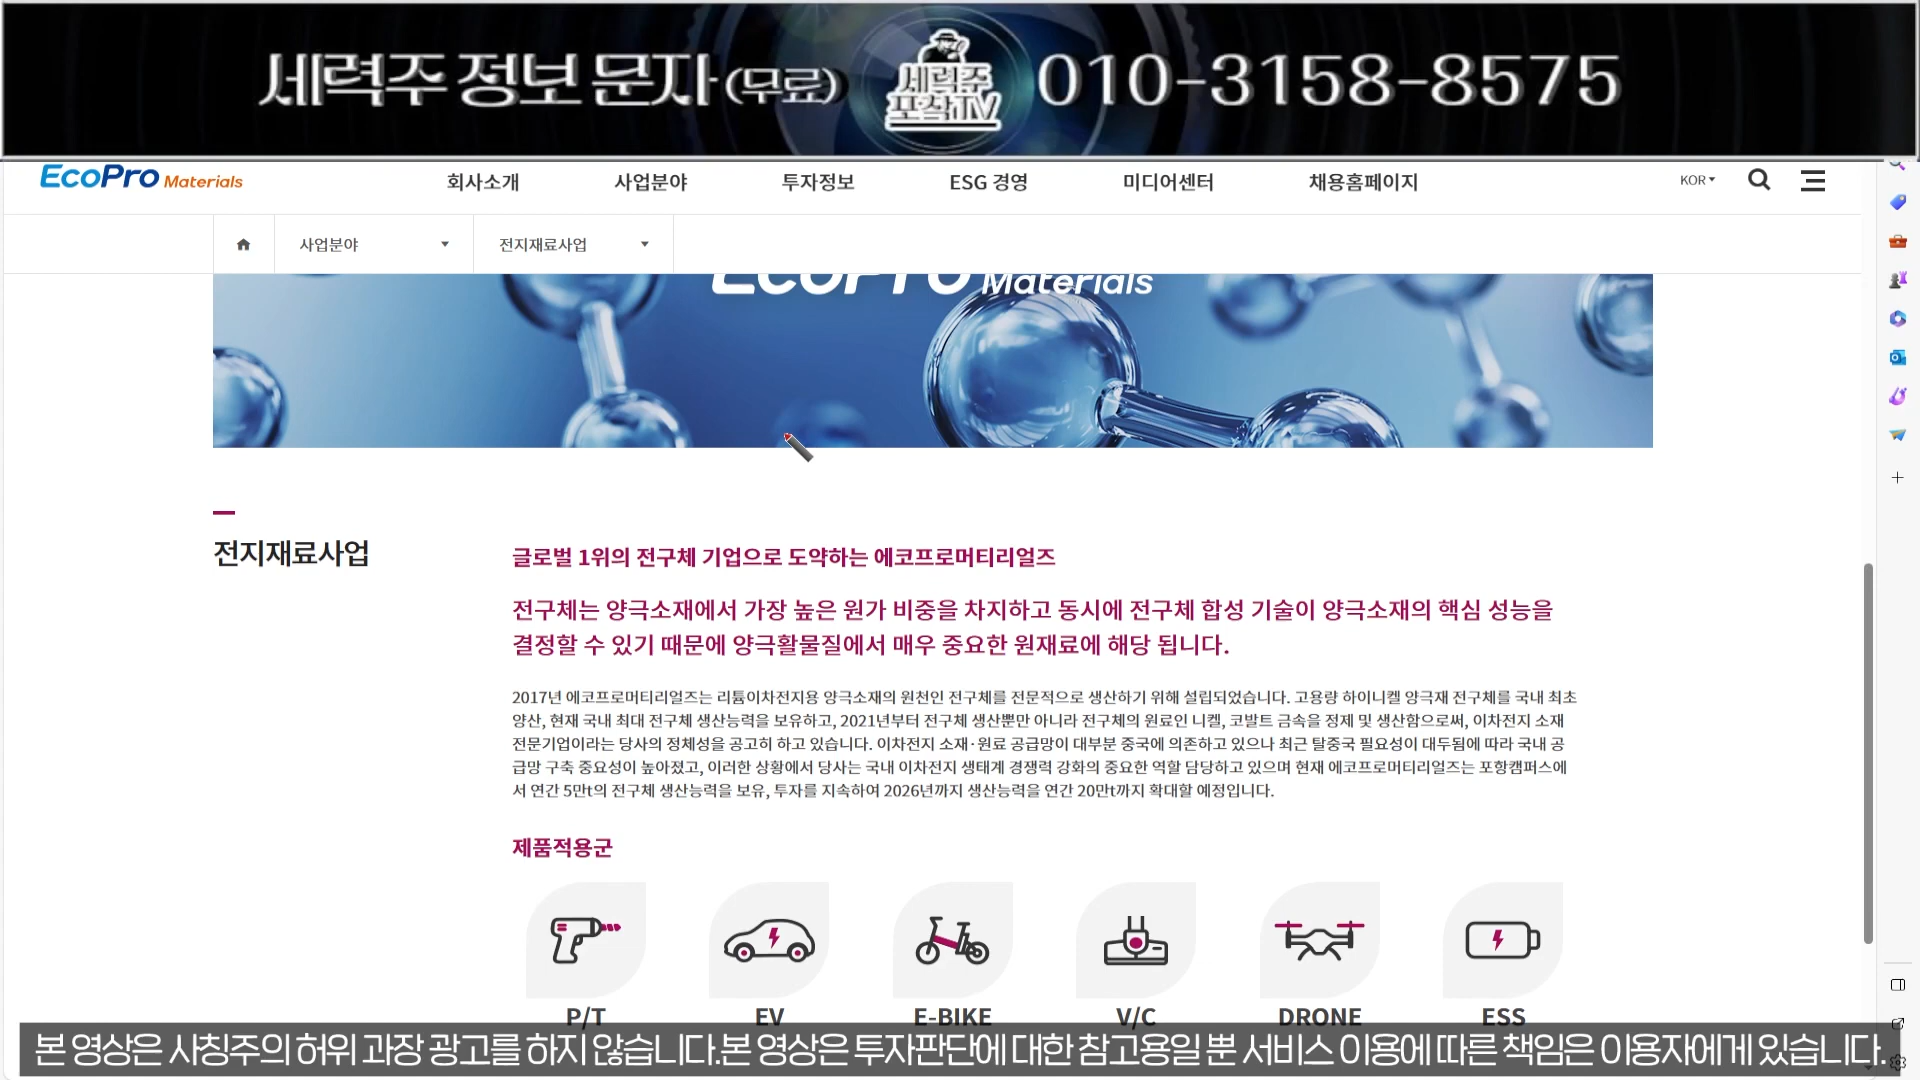 세력주 정보 문자 (무료)
세력주
포착TV
010-3158-8575
EcoPro Materials
회사소개
사업분야
투자정보
ESG 경영
미디어센터
채용홈페이지
KOR
사업분야
전지재료사업
EcoPro Materials
전지재료사업
글로벌 1위의 전구체 기업으로 도약하는 에코프로머티리얼즈
전구체는 양극소재에서 가장 높은 원가 비중을 차지하고 동시에 전구체 합성 기술이 양극소재의 핵심 성능을
결정할 수 있기 때문에 양극활물질에서 매우 중요한 원재료에 해당 됩니다.
2017년 에코프로머티리얼즈는 리튬이차전지용 양극소재의 원천인 전구체를 전문적으로 생산하기 위해 설립되었습니다. 고용량 하이니켈 양극재 전구체를 국내 최초
양산, 현재 국내 최대 전구체 생산능력을 보유하고, 2021년부터 전구체 생산뿐만 아니라 전구체의 원료인 니켈, 코발트 금속을 정제 및 생산함으로써, 이차전지 소재
전문기업이라는 당사의 정체성을 공고히 하고 있습니다. 이차전지 소재·원료 공급망이 대부분 중국에 의존하고 있으나 최근 탈중국 필요성이 대두됨에 따라 국내 공
급망 구축 중요성이 높아졌고, 이러한 상황에서 당사는 국내 이차전지 생태계 경쟁력 강화의 중요한 역할 담당하고 있으며 현재 에코프로머티리얼즈는 포항캠퍼스에
서 연간 5만t의 전구체 생산능력을 보유, 투자를 지속하여 2026년까지 생산능력을 연간 20만t까지 확대할 예정입니다.
제품적용군
P/T
EV
E-BIKE
V/C
DRONE
ESS
본 영상은 사칭주의 허위 과장 광고를 하지 않습니다.본 영상은 투자판단에 대한 참고용일 뿐 서비스 이용에 따른 책임은 이용자에게 있습니다.